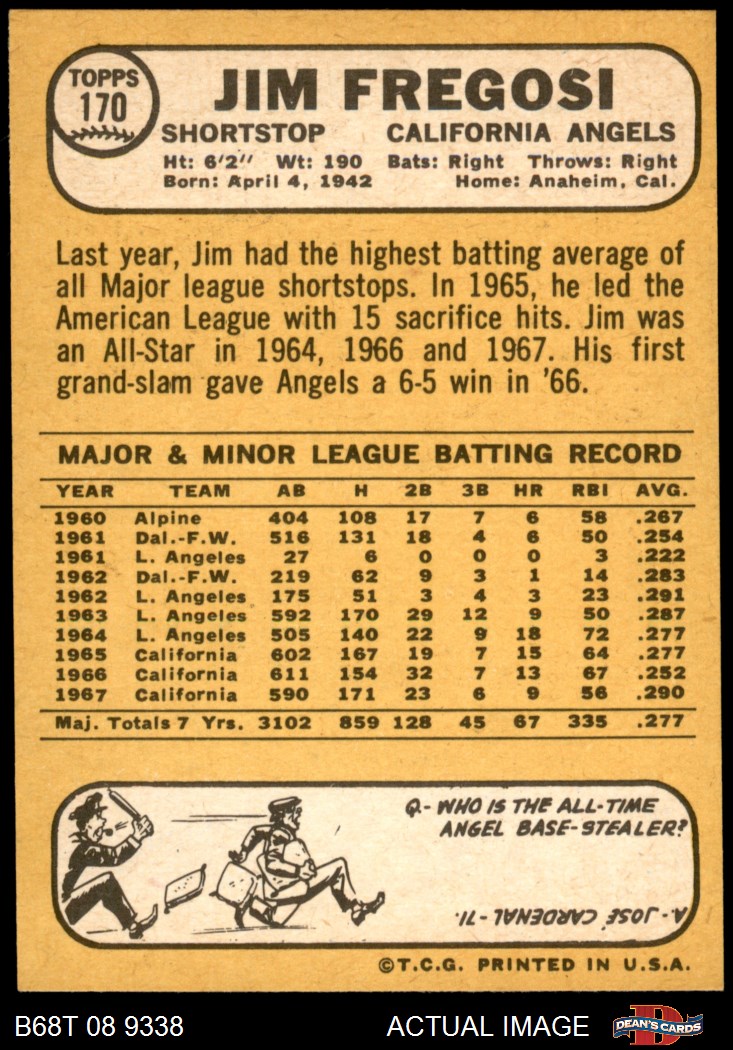 TOPPS
170
JIM FREGOSI
SHORTSTOP CALIFORNIA ANGELS
Ht: 6'2" Wt: 190 Bats: Right Throws: Right
Born: April 4, 1942 Home: Anaheim, Cal.
Last year, Jim had the highest batting average of
all Major league shortstops. In 1965, he led the
American League with 15 sacrifice hits. Jim was
an All-Star in 1964, 1966 and 1967. His first
grand-slam gave Angels a 6-5 win in '66.
MAJOR & MINOR LEAGUE BATTING RECORD
YEAR TEAM AB H 2B 3B HR RBI AVG.
1960 Alpine 404 108 17 7 6 58 .267
1961 Dal.-F.W. 516 131 18 4 6 50 .254
1961 L. Angeles 27 6 0 0 0 3 .222
1962 Dal.-F.W. 219 62 9 3 1 14 .283
1962 L. Angeles 175 51 3 4 3 23 .291
1963 L. Angeles 592 170 29 12 9 50 .287
1964 L. Angeles 505 140 22 9 18 72 .277
1965 California 602 167 19 7 15 64 .277
1966 California 611 154 32 7 13 67 .252
1967 California 590 171 23 6 9 56 .290
Maj. Totals 7 Yrs. 3102 859 128 45 67 335 .277
Q- WHO IS THE ALL-TIME
ANGEL BASE-STEALER?
A- JOSÉ CARDENAL -71.
©T.C.G. PRINTED IN U.S.A.
B68T 08 9338 ACTUAL IMAGE D DEAN'S CARDS